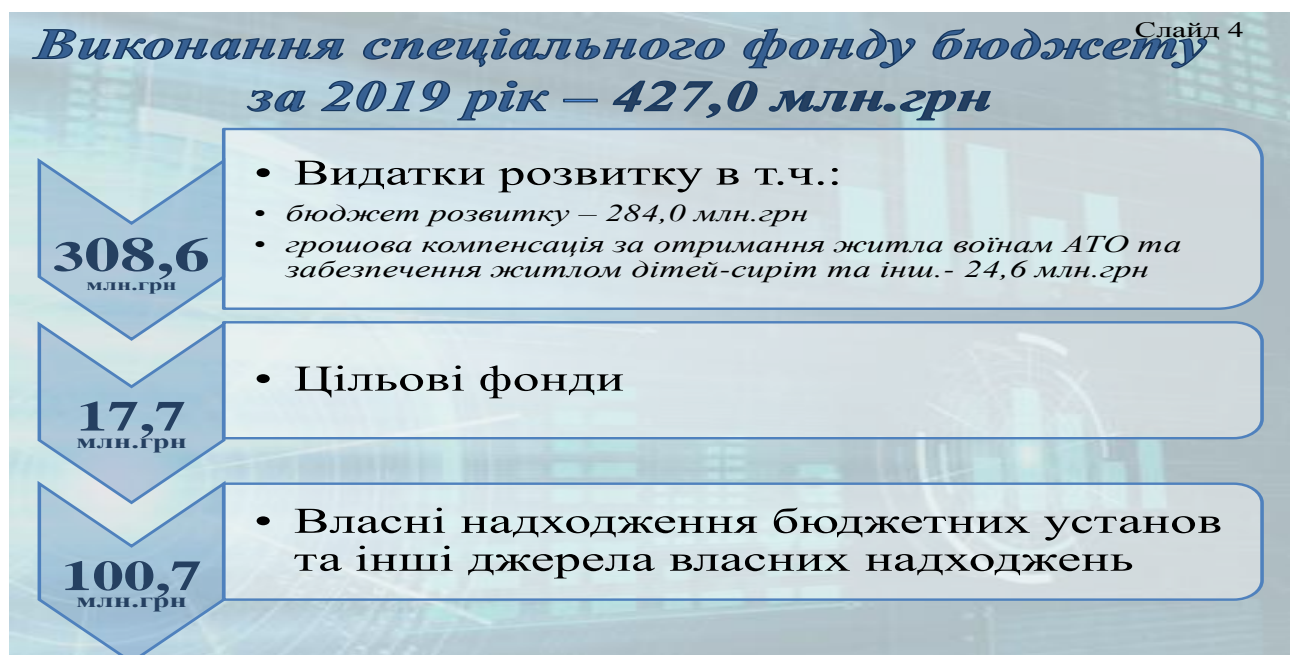 Слайд 4
Виконання спеціального фонду бюджету
за 2019 рік – 427,0 млн.грн
308,6
млн.грн
• Видатки розвитку в т.ч.:
• бюджет розвитку – 284,0 млн.грн
• грошова компенсація за отримання житла воїнам АТО та
забезпечення житлом дітей-сиріт та інш.- 24,6 млн.грн
17,7
млн.грн
• Цільові фонди
100,7
млн.грн
• Власні надходження бюджетних установ
та інші джерела власних надходжень